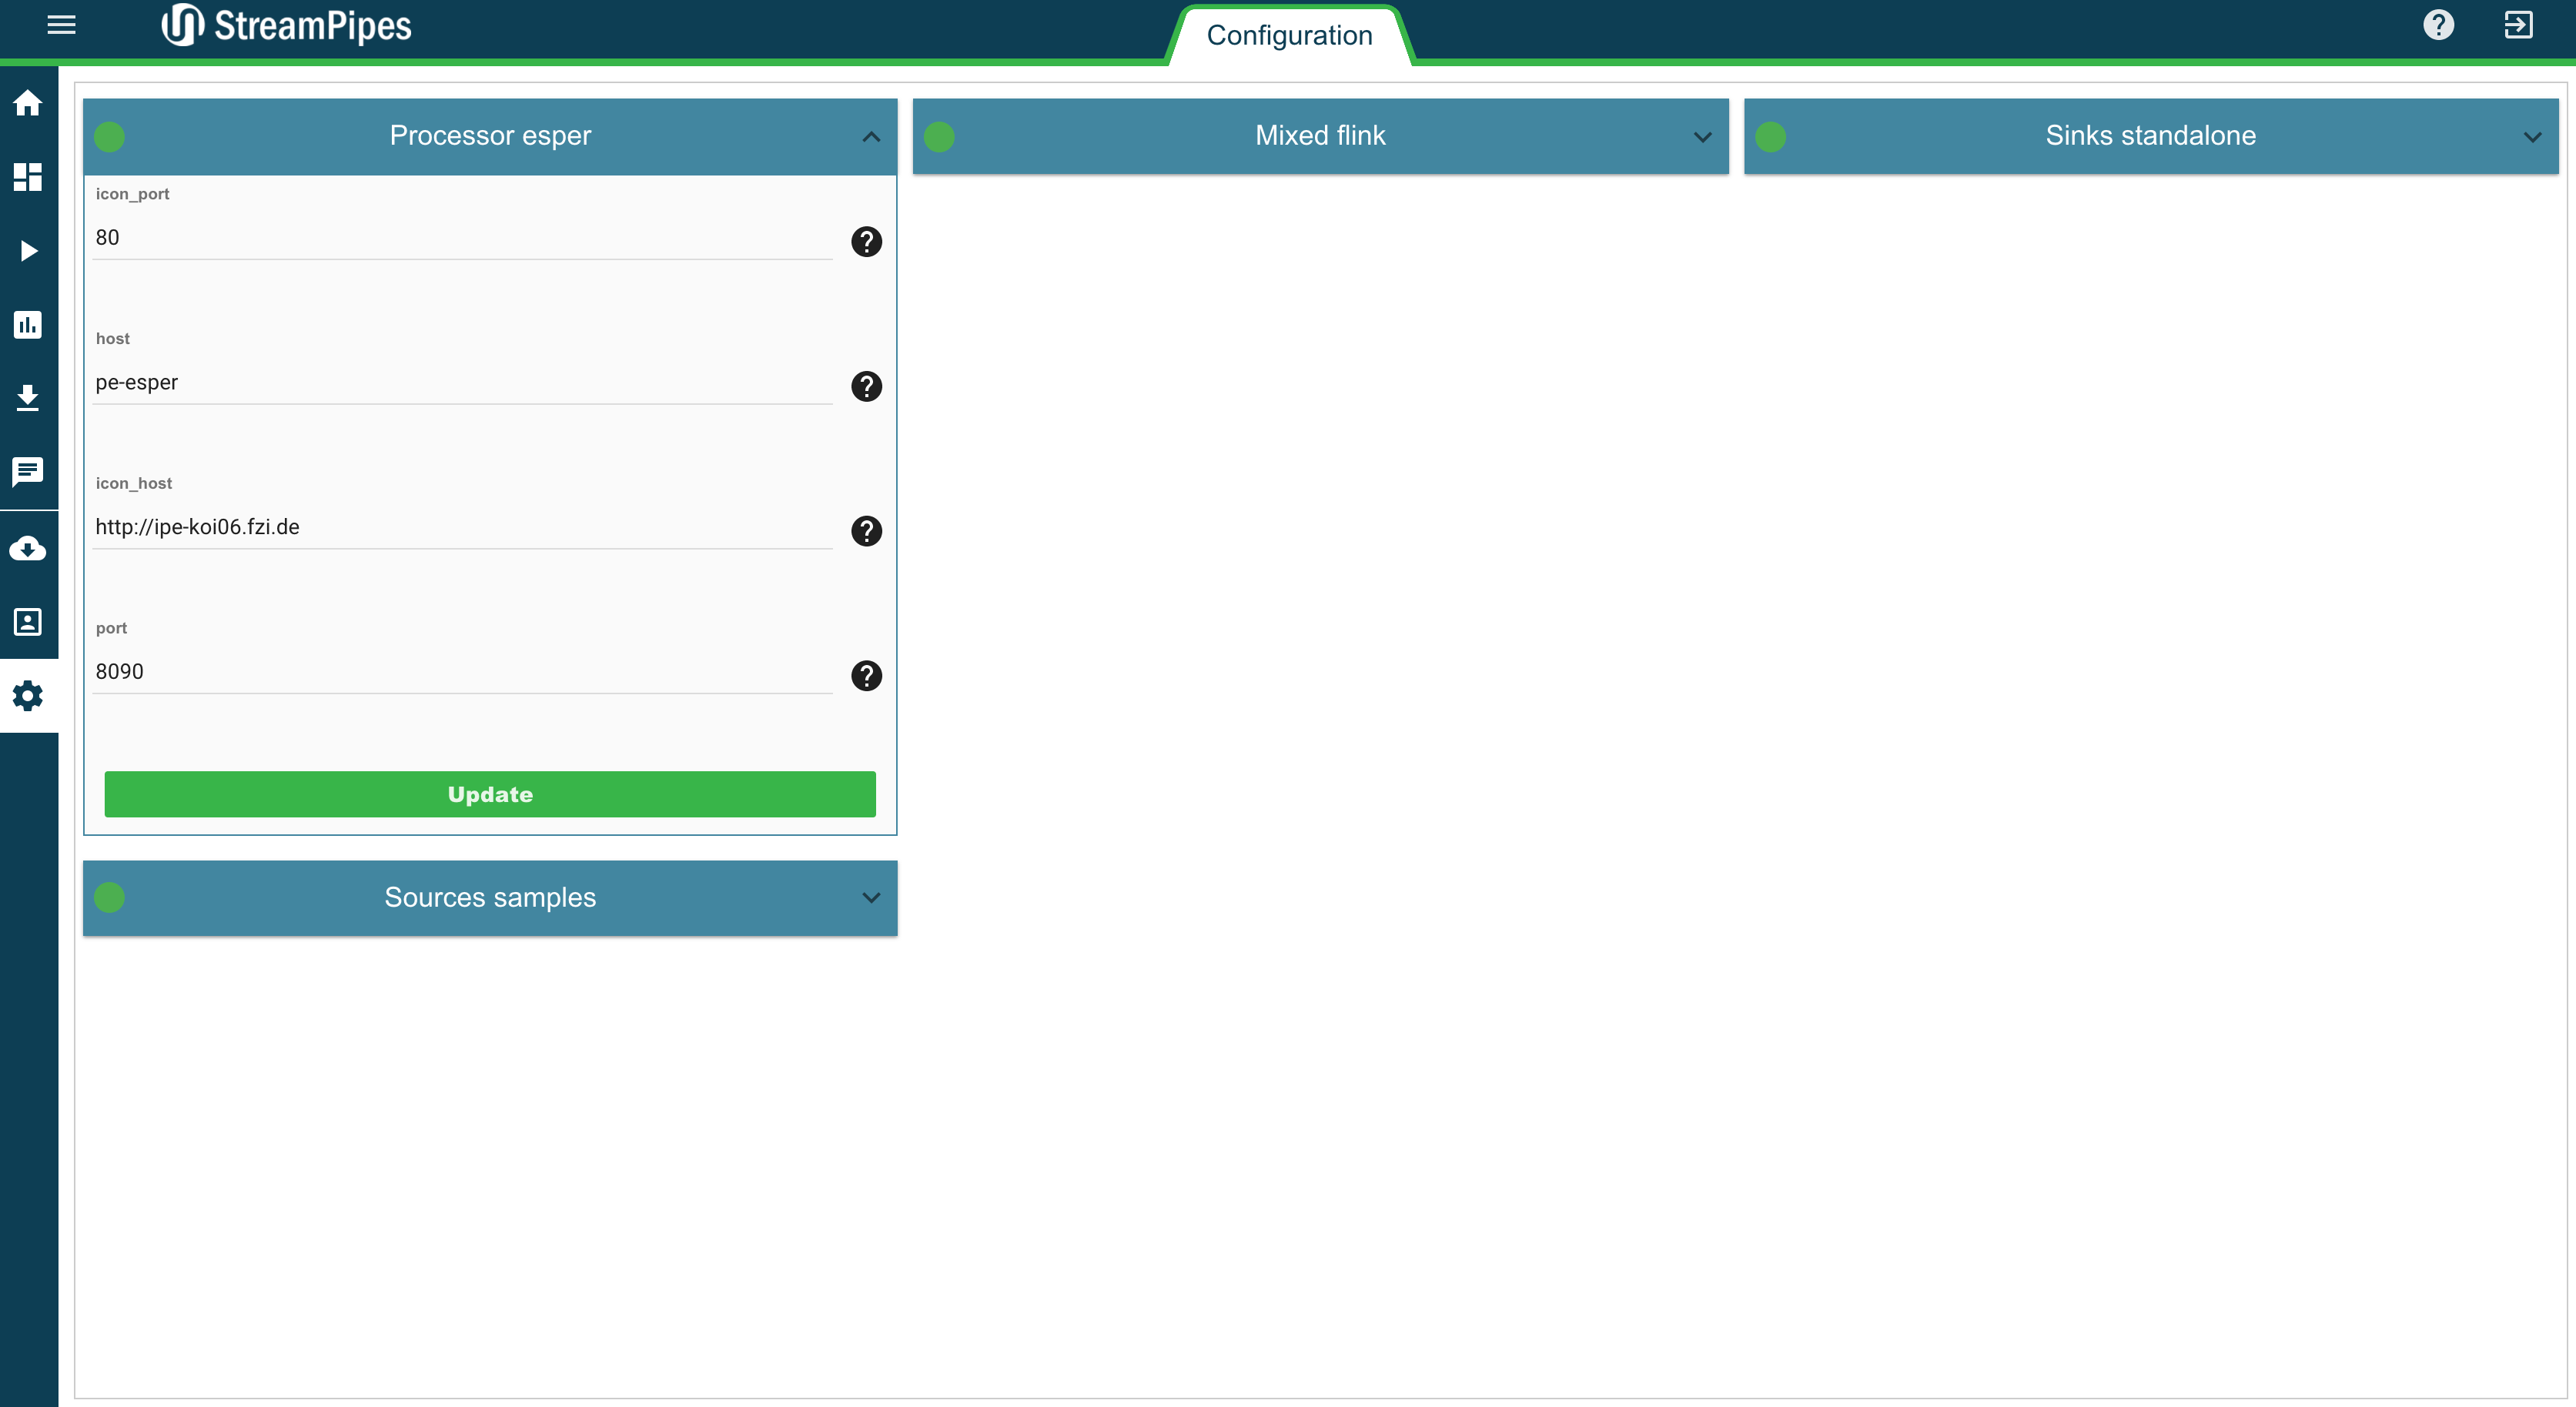 StreamPipes
Configuration
Processor esper
Mixed flink
Sinks standalone
icon_port
80
host
pe-esper
icon_host
http://ipe-koi06.fzi.de
port
8090
Update
Sources samples